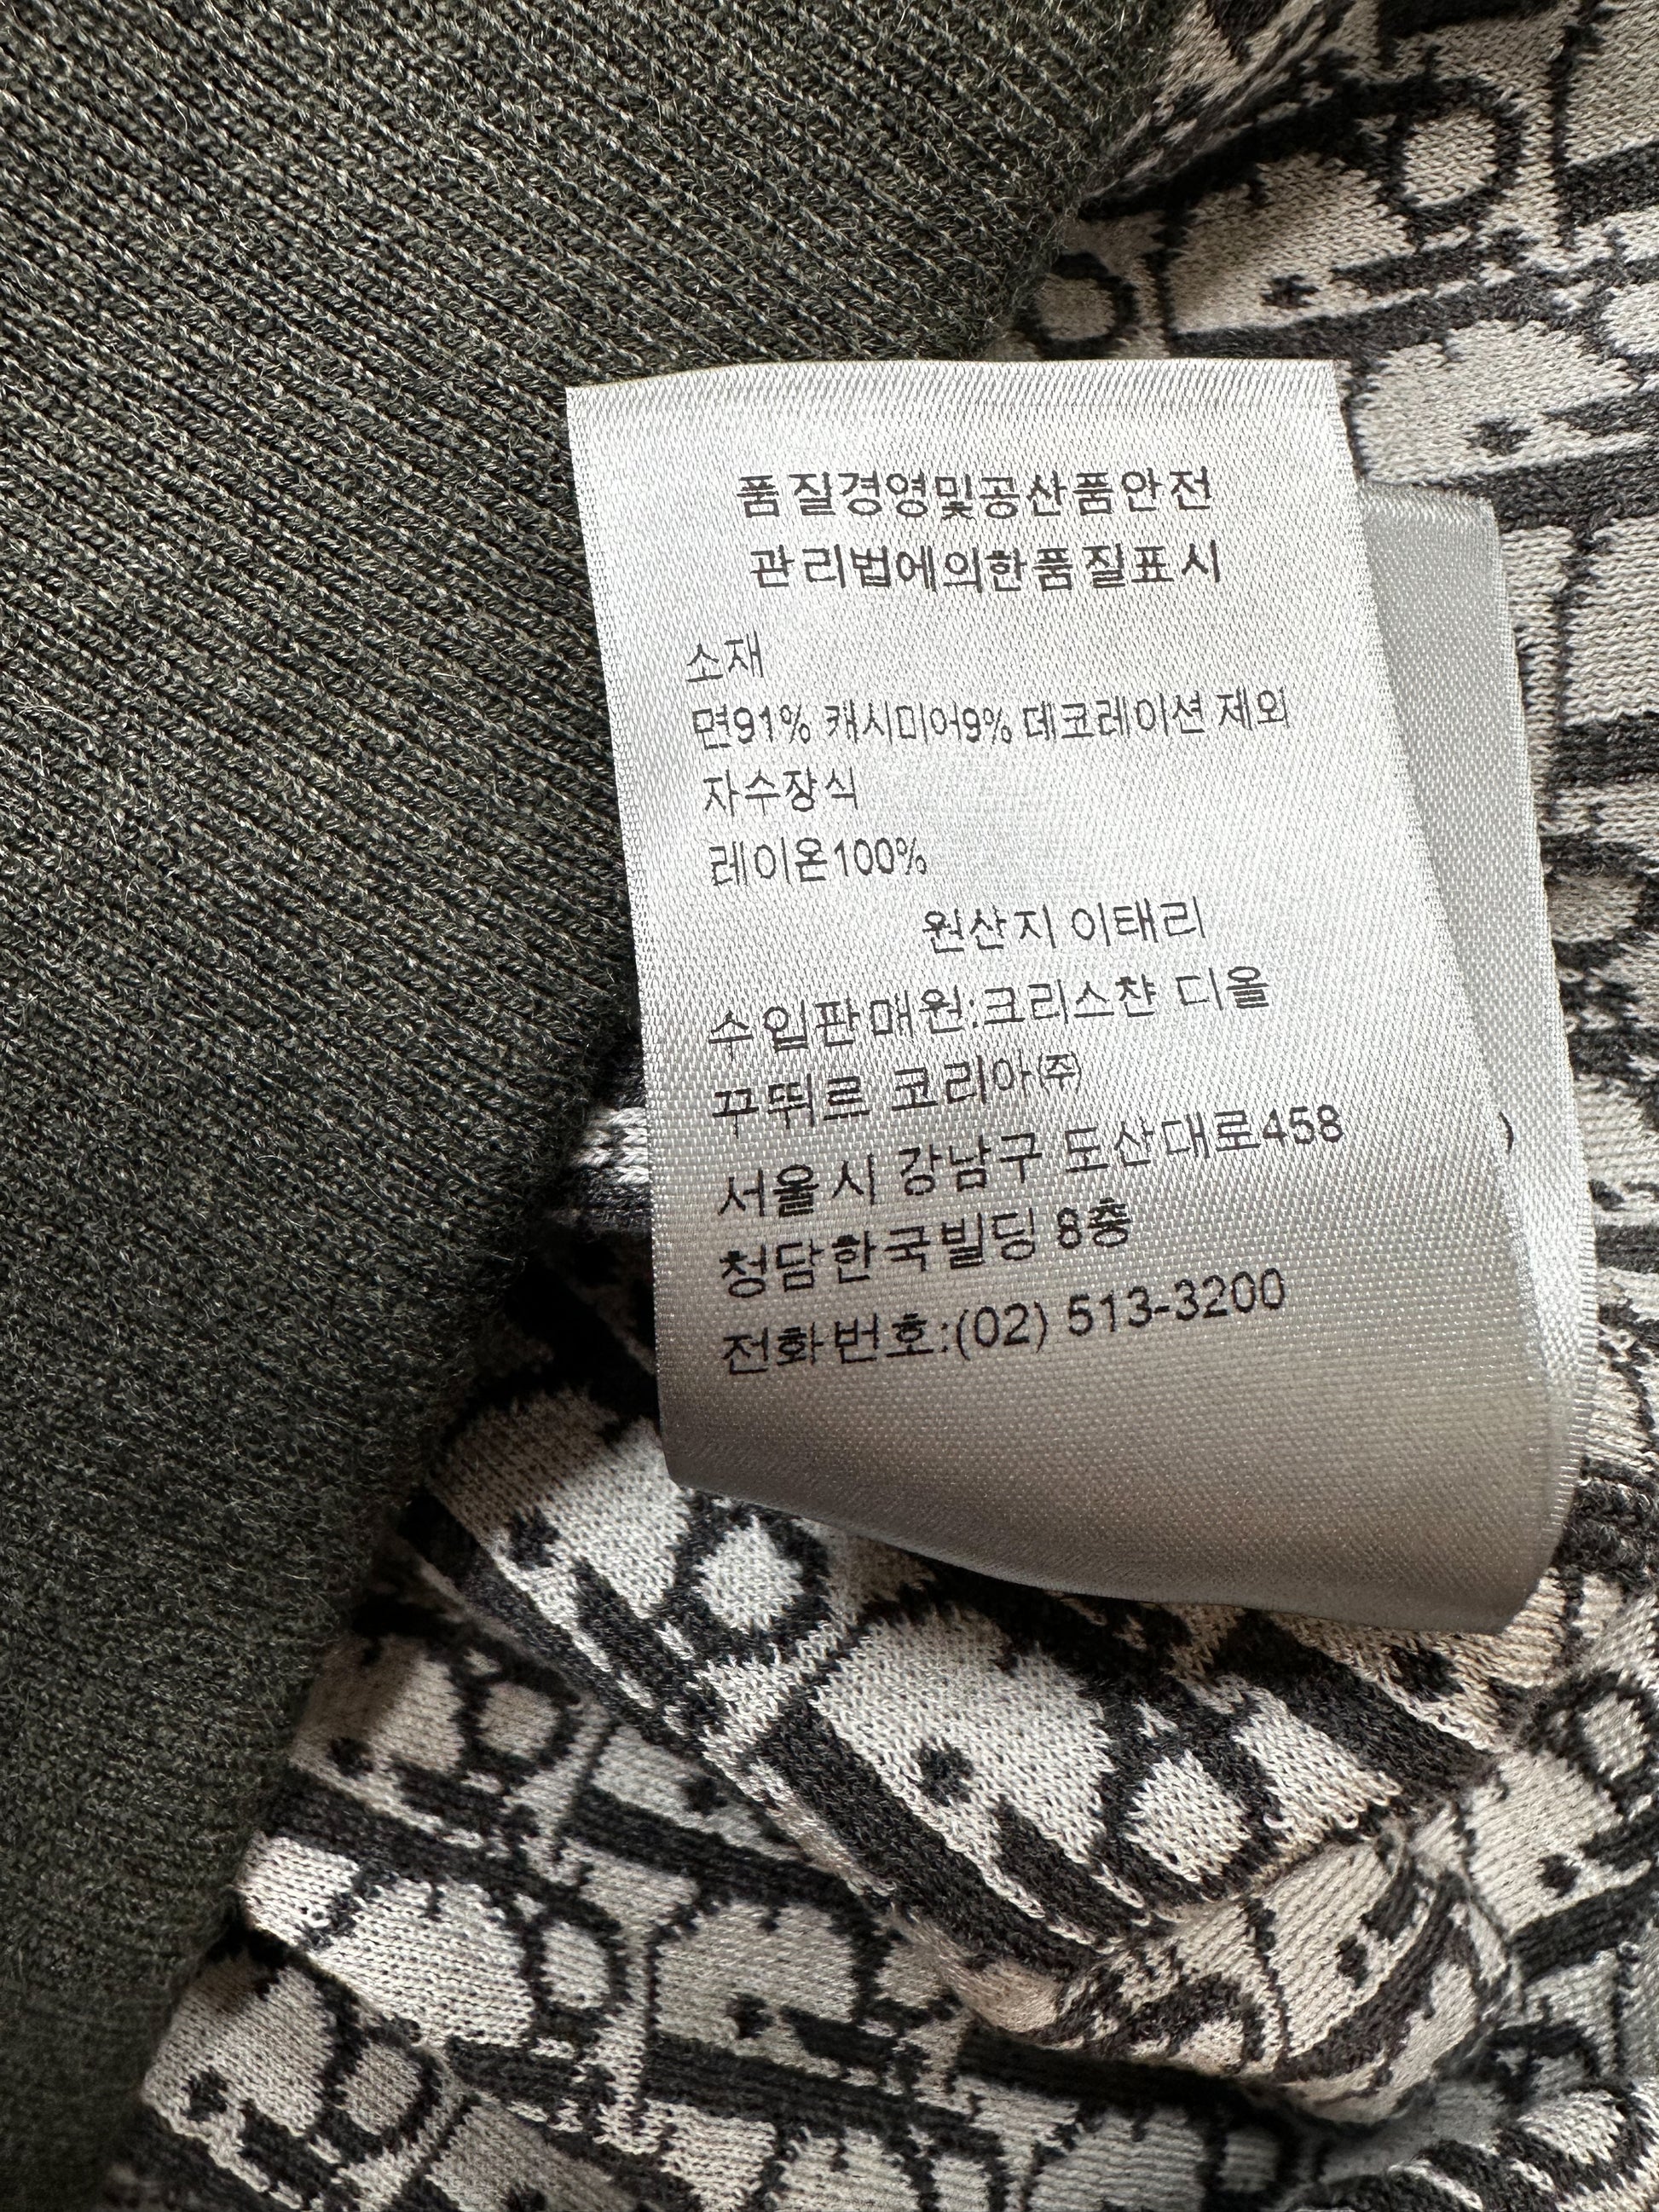 품질경영및공산품안전
관리법에의한품질표시
소재
면91% 캐시미어9% 데코레이션 제외
자수장식
레이온100%
원산지 이태리
수입판매원:크리스챤 디올
꾸뛰르 코리아㈜
서울시 강남구 도산대로458
청담한국빌딩 8층
전화번호:(02) 513-3200